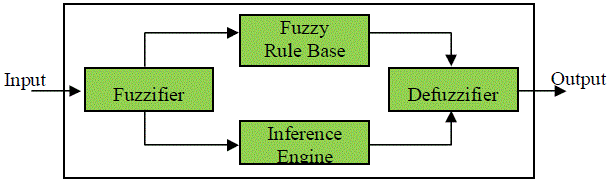 Input
Fuzzifier
Fuzzy
Rule Base
Inference
Engine
Defuzzifier
Output